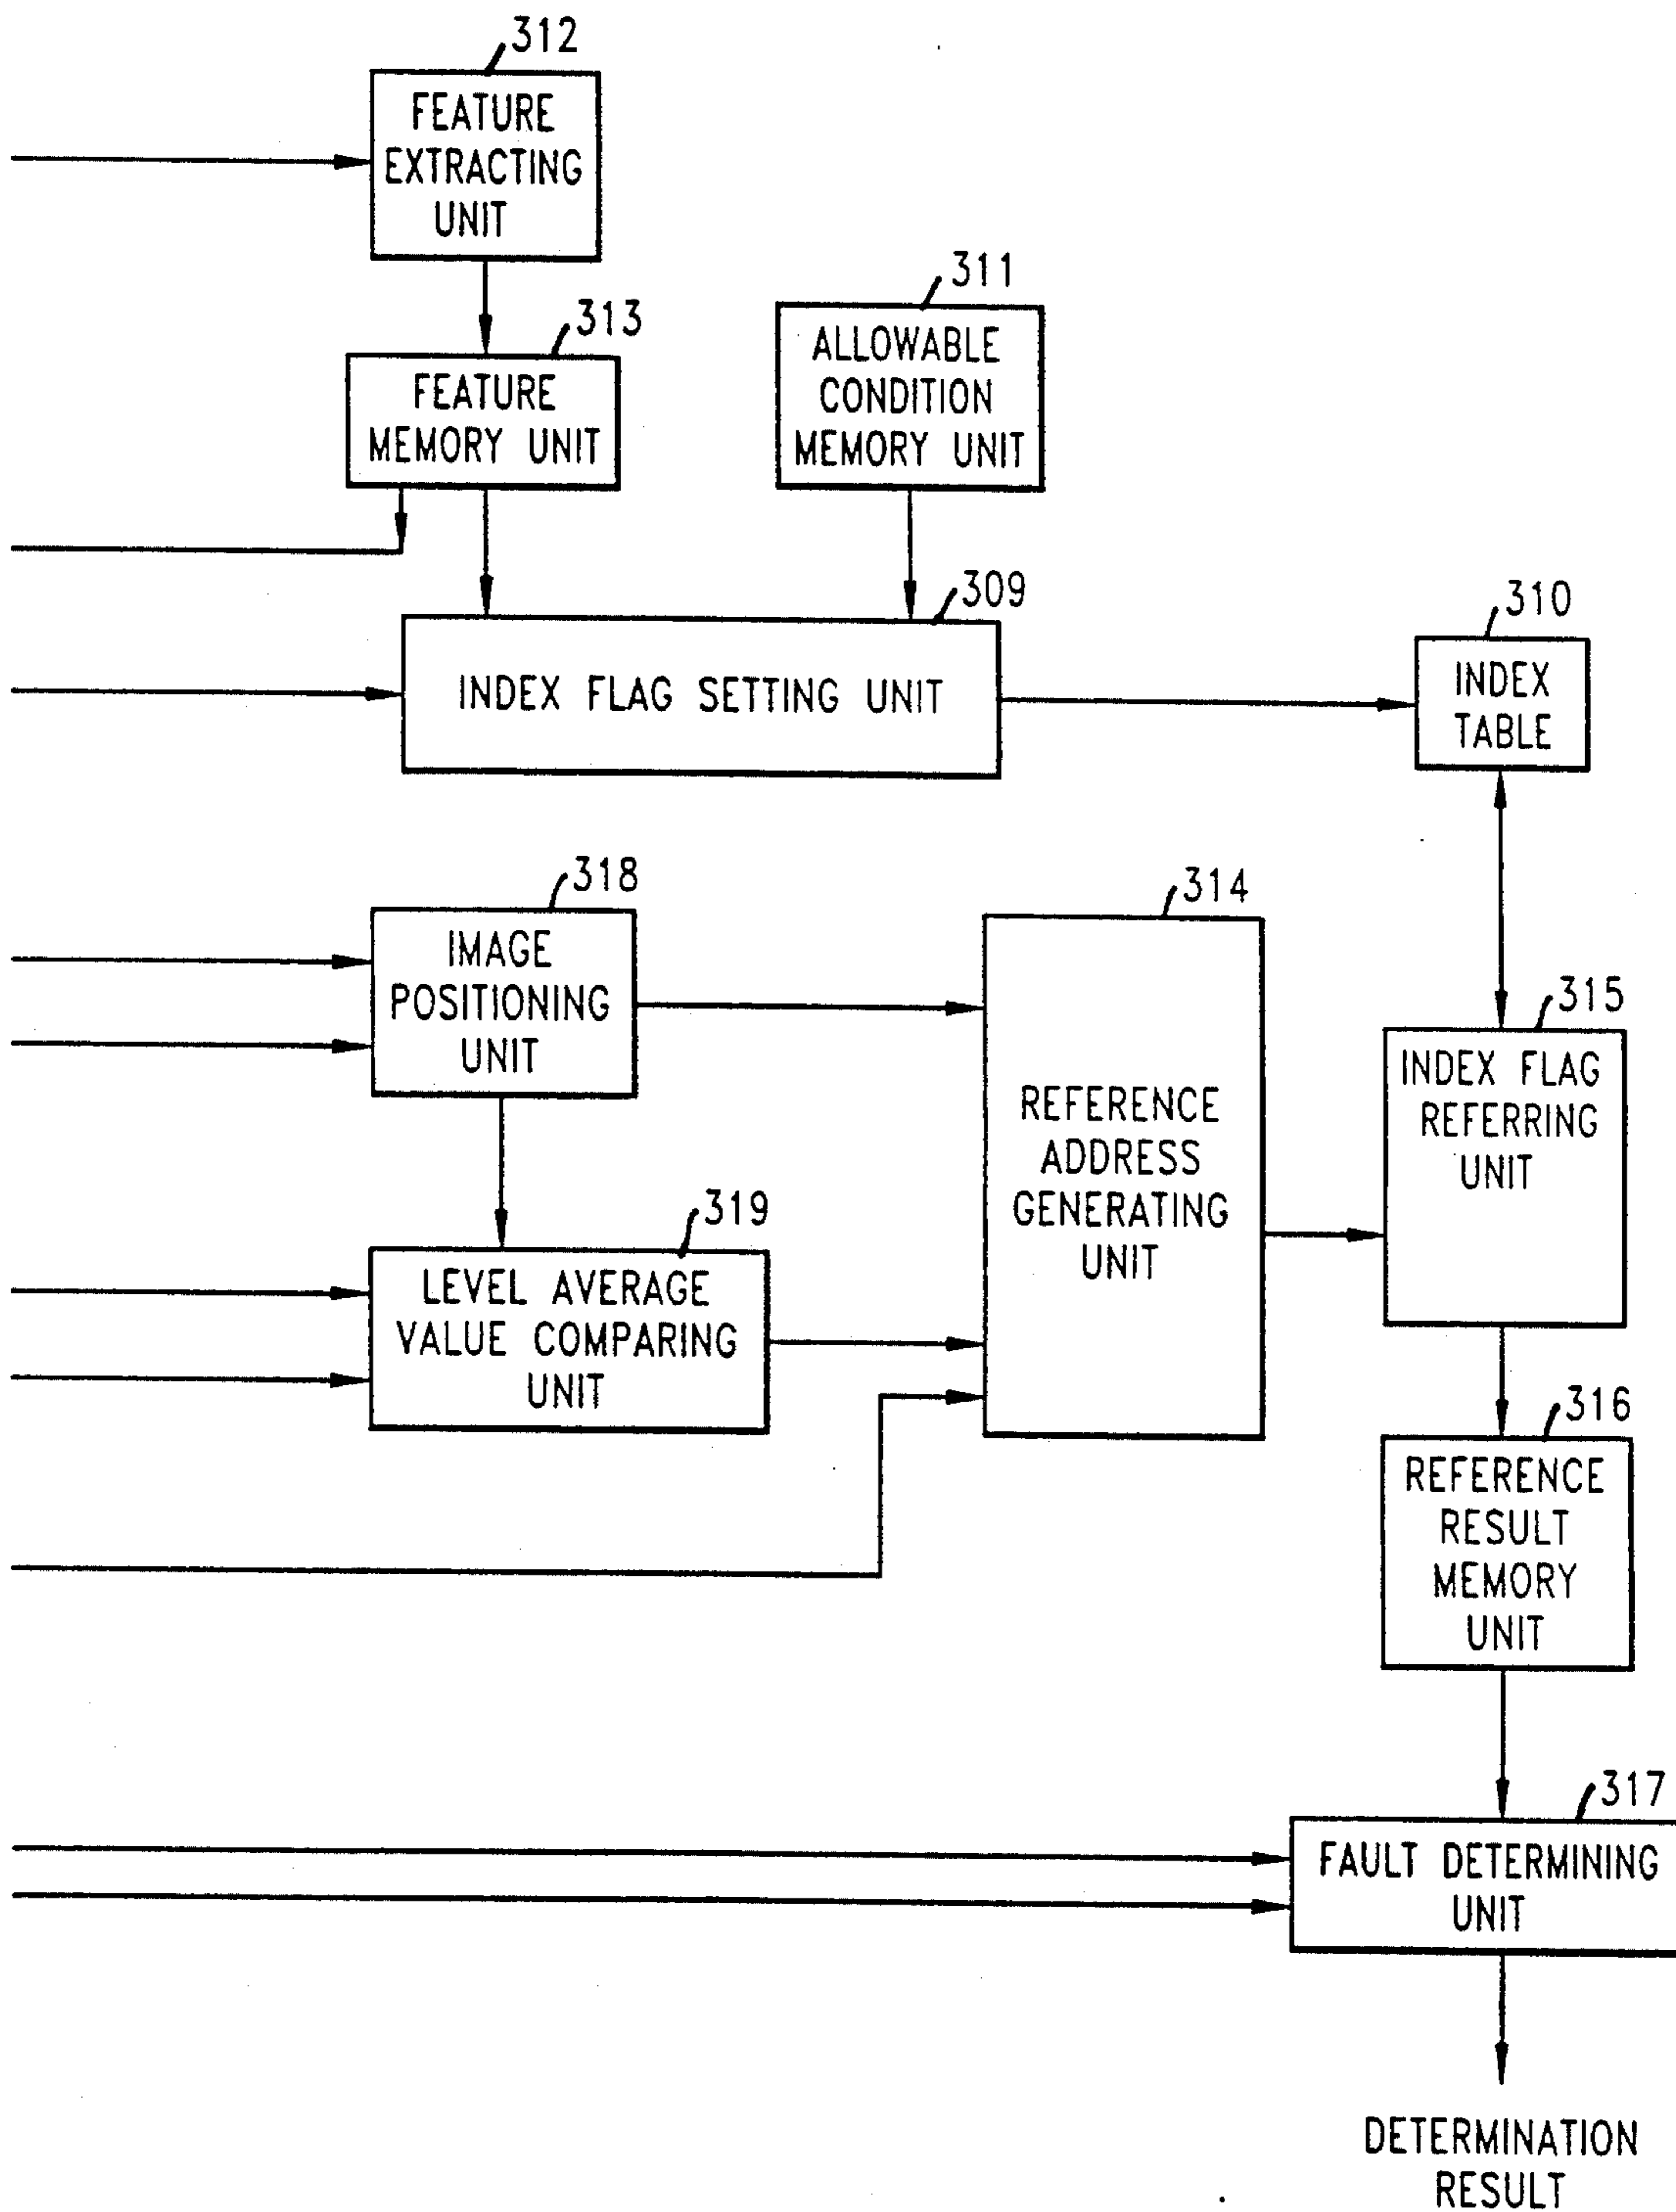 312
FEATURE
EXTRACTING
UNIT
313
FEATURE
MEMORY UNIT
311
ALLOWABLE
CONDITION
MEMORY UNIT
309
INDEX FLAG SETTING UNIT
310
INDEX
TABLE
318
IMAGE
POSITIONING
UNIT
314
REFERENCE
ADDRESS
GENERATING
UNIT
315
INDEX FLAG
REFERRING
UNIT
319
LEVEL AVERAGE
VALUE COMPARING
UNIT
316
REFERENCE
RESULT
MEMORY
UNIT
317
FAULT DETERMINING
UNIT
DETERMINATION
RESULT